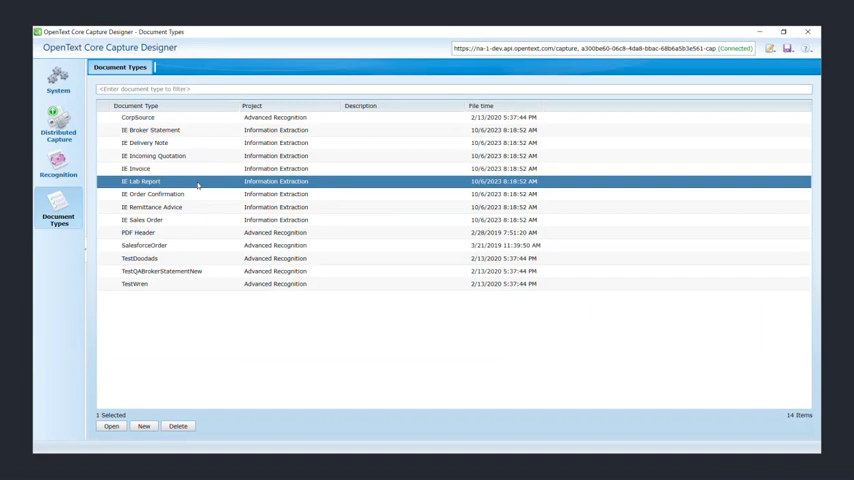 OpenText Core Capture Designer - Document Types
OpenText Core Capture Designer
https://na-1-dev.api.opentext.com/capture, a300be60-06c8-4da8-bbac-68b6a5b3e561-cap (Connected)
System
Distributed
Capture
Recognition
Document
Types
Document Types
<Enter document type to filter>
Document Type Project Description File time
CorpSource Advanced Recognition 2/13/2020 5:37:44 PM
IE Broker Statement Information Extraction 10/6/2023 8:18:52 AM
IE Delivery Note Information Extraction 10/6/2023 8:18:52 AM
IE Incoming Quotation Information Extraction 10/6/2023 8:18:52 AM
IE Invoice Information Extraction 10/6/2023 8:18:52 AM
IE Lab Report Information Extraction 10/6/2023 8:18:52 AM
IE Order Confirmation Information Extraction 10/6/2023 8:18:52 AM
IE Remittance Advice Information Extraction 10/6/2023 8:18:52 AM
IE Sales Order Information Extraction 10/6/2023 8:18:52 AM
PDF Header Advanced Recognition 2/28/2019 7:51:20 AM
SalesforceOrder Advanced Recognition 3/21/2019 11:39:50 AM
TestDoodads Advanced Recognition 2/13/2020 5:37:44 PM
TestQABrokerStatementNew Advanced Recognition 2/13/2020 5:37:44 PM
TestWren Advanced Recognition 2/13/2020 5:37:44 PM
1 Selected 14 Items
Open New Delete